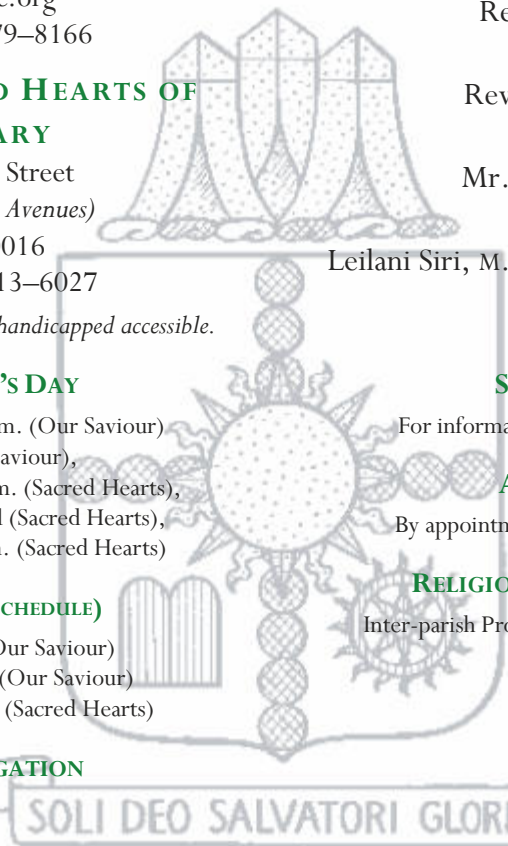 e.org
79–8166
D HEARTS OF
ARY
Street
Avenues)
016
13–6027
handicapped accessible.
’S DAY
m. (Our Saviour)
aviour),
m. (Sacred Hearts),
l (Sacred Hearts),
. (Sacred Hearts)
CHEDULE)
Our Saviour)
(Our Saviour)
(Sacred Hearts)
GATION
Re
Rev
Mr.
Leilani Siri, M.
S
For informa
A
By appointm
RELIGIO
Inter-parish Pro
SOLI DEO SALVATORI GLORI